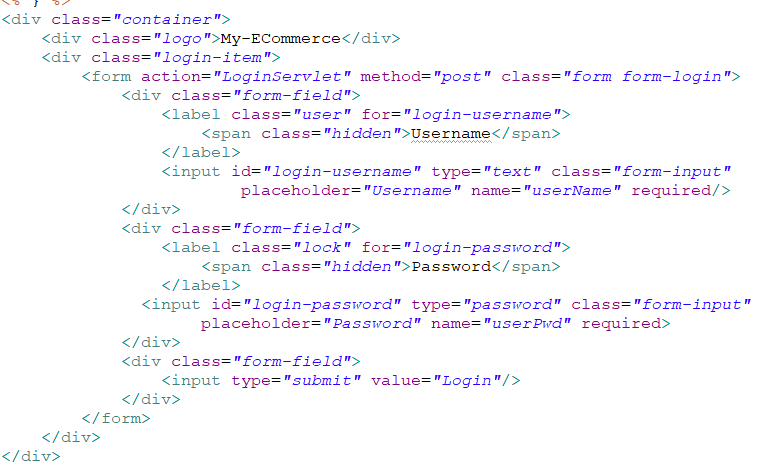 <% } %>
<div class="container">
    <div class="logo">My-ECommerce</div>
    <div class="login-item">
        <form action="LoginServlet" method="post" class="form form-login">
            <div class="form-field">
                <label class="user" for="login-username">
                    <span class="hidden">Username</span>
                </label>
                <input id="login-username" type="text" class="form-input"
                        placeholder="Username" name="userName" required/>
            </div>
            <div class="form-field">
                <label class="lock" for="login-password">
                    <span class="hidden">Password</span>
                </label>
              <input id="login-password" type="password" class="form-input"
                    placeholder="Password" name="userPwd" required>
            </div>
            <div class="form-field">
                <input type="submit" value="Login"/>
            </div>
        </form>
    </div>
</div>